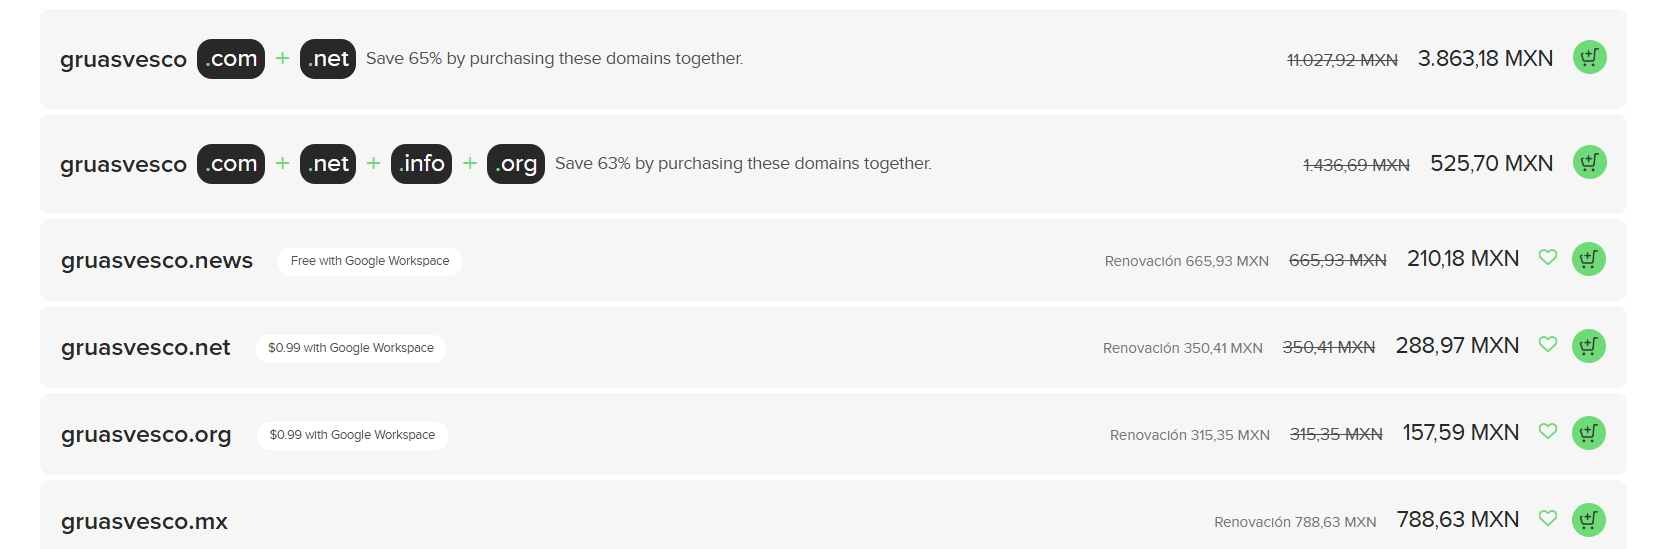 gruasvesco .com + .net Save 65% by purchasing these domains together. 11.027,92 MXN 3.863,18 MXN
gruasvesco .com + .net + .info + .org Save 63% by purchasing these domains together. 1.436,69 MXN 525,70 MXN
gruasvesco.news Free with Google Workspace Renovación 665,93 MXN 665,93 MXN 210,18 MXN
gruasvesco.net $0.99 with Google Workspace Renovación 350,41 MXN 350,41 MXN 288,97 MXN
gruasvesco.org $0.99 with Google Workspace Renovación 315,35 MXN 315,35 MXN 157,59 MXN
gruasvesco.mx Renovación 788,63 MXN 788,63 MXN